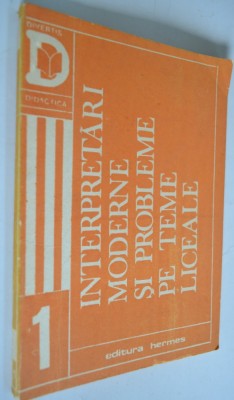 DIVERTIS
D
DIDACTICA
INTERPRETĂRI
MODERNE
ȘI PROBLEME
PE TEME
LICEALE
1
editura hermes